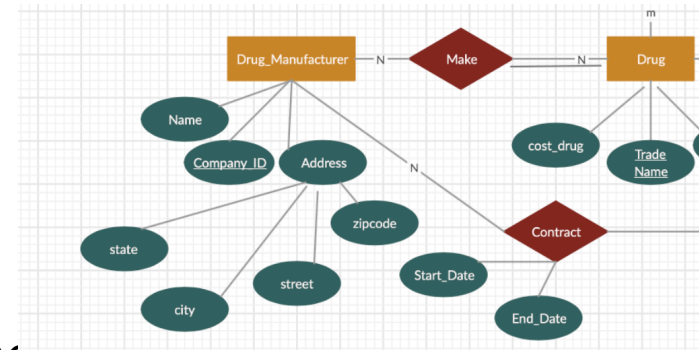 m
Drug_Manufacturer
N
Make
N
Drug
Name
Company_ID
Address
cost_drug
Trade
Name
N
zipcode
Contract
state
Start_Date
street
city
End_Date